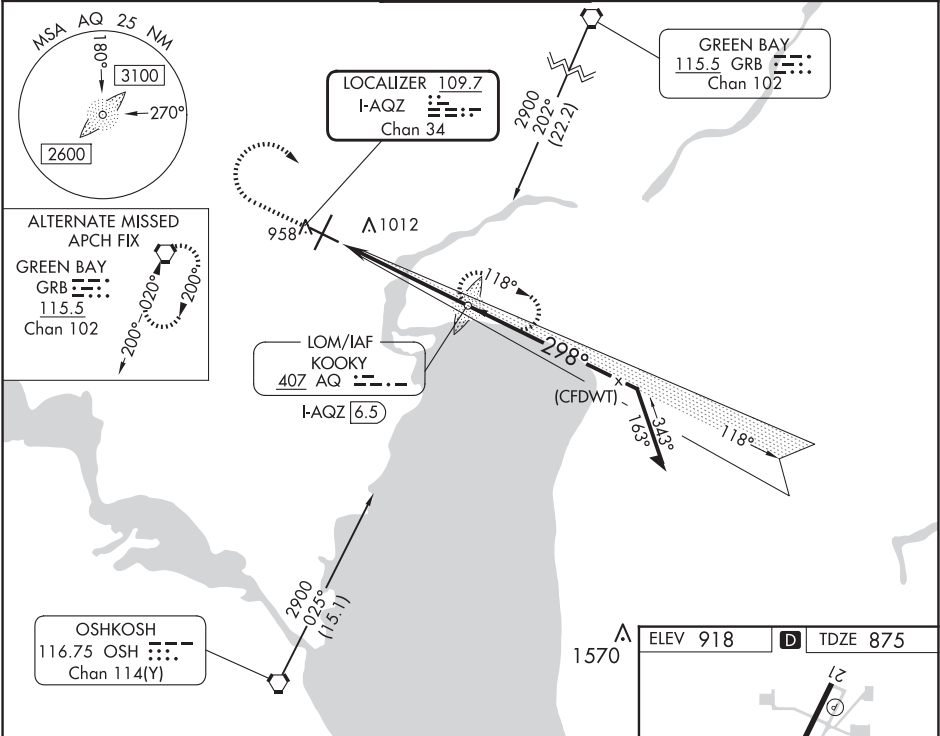 MSA AQ 25 NM
180°
3100
270°
2600
LOCALIZER 109.7
I-AQZ
Chan 34
GREEN BAY
115.5 GRB
Chan 102
2900
202°
(22.2)
958
1012
ALTERNATE MISSED
APCH FIX
GREEN BAY
GRB
115.5
Chan 102
020°
200°
200°
118°
LOM/IAF
KOOKY
407 AQ
I-AQZ 6.5
298°
x
(CFDWT)
343°
163°
118°
2900
025°
(15.1)
OSHKOSH
116.75 OSH
Chan 114(Y)
1570
ELEV 918 D TDZE 875
21
P